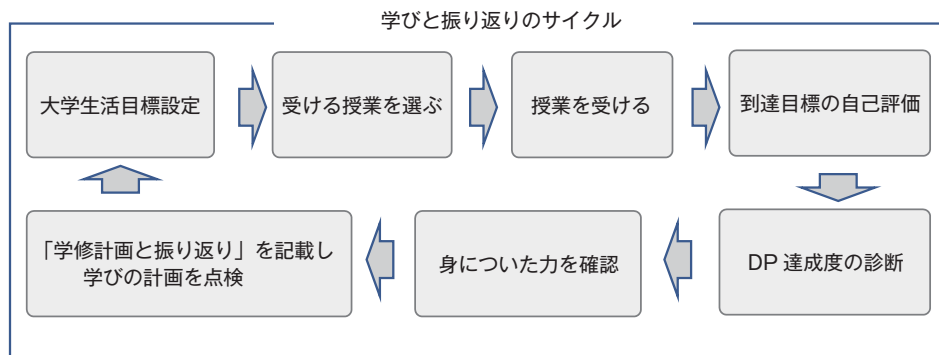 学びと振り返りのサイクル
大学生活目標設定
受ける授業を選ぶ
授業を受ける
到達目標の自己評価
DP 達成度の診断
身についた力を確認
「学修計画と振り返り」を記載し
学びの計画を点検